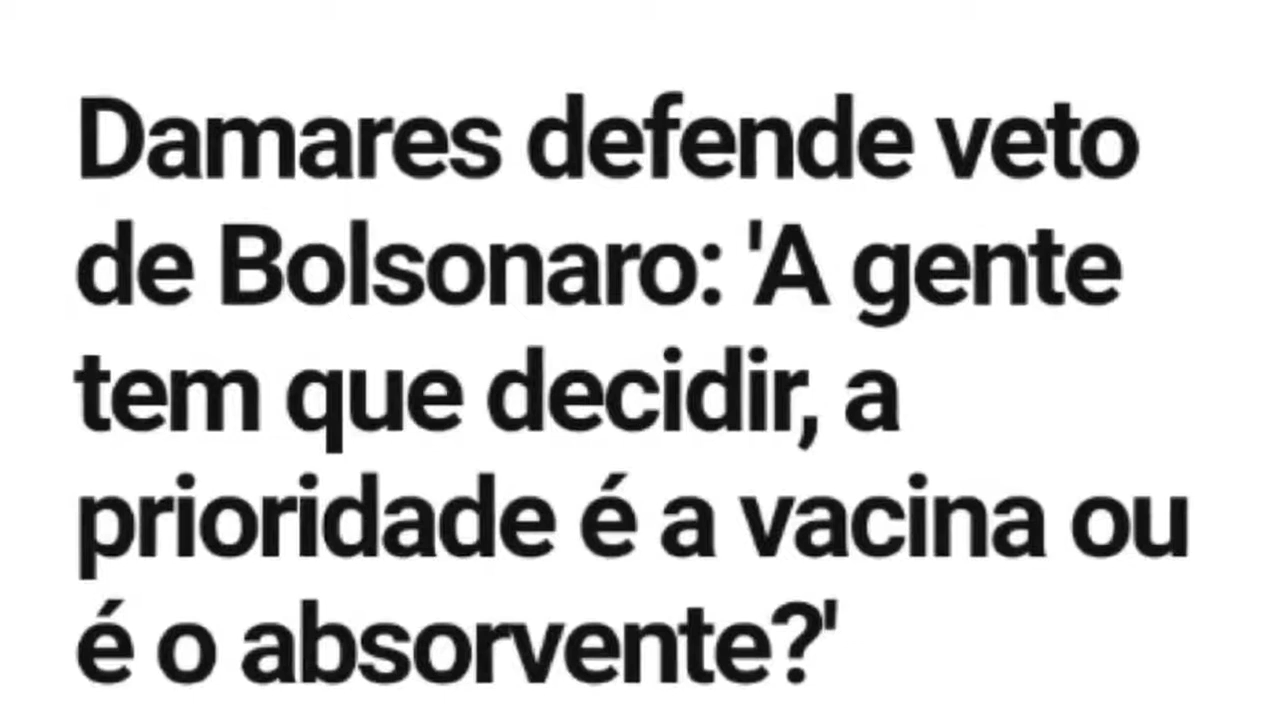 Damares defende veto
de Bolsonaro: 'A gente
tem que decidir, a
prioridade é a vacina ou
é o absorvente?'